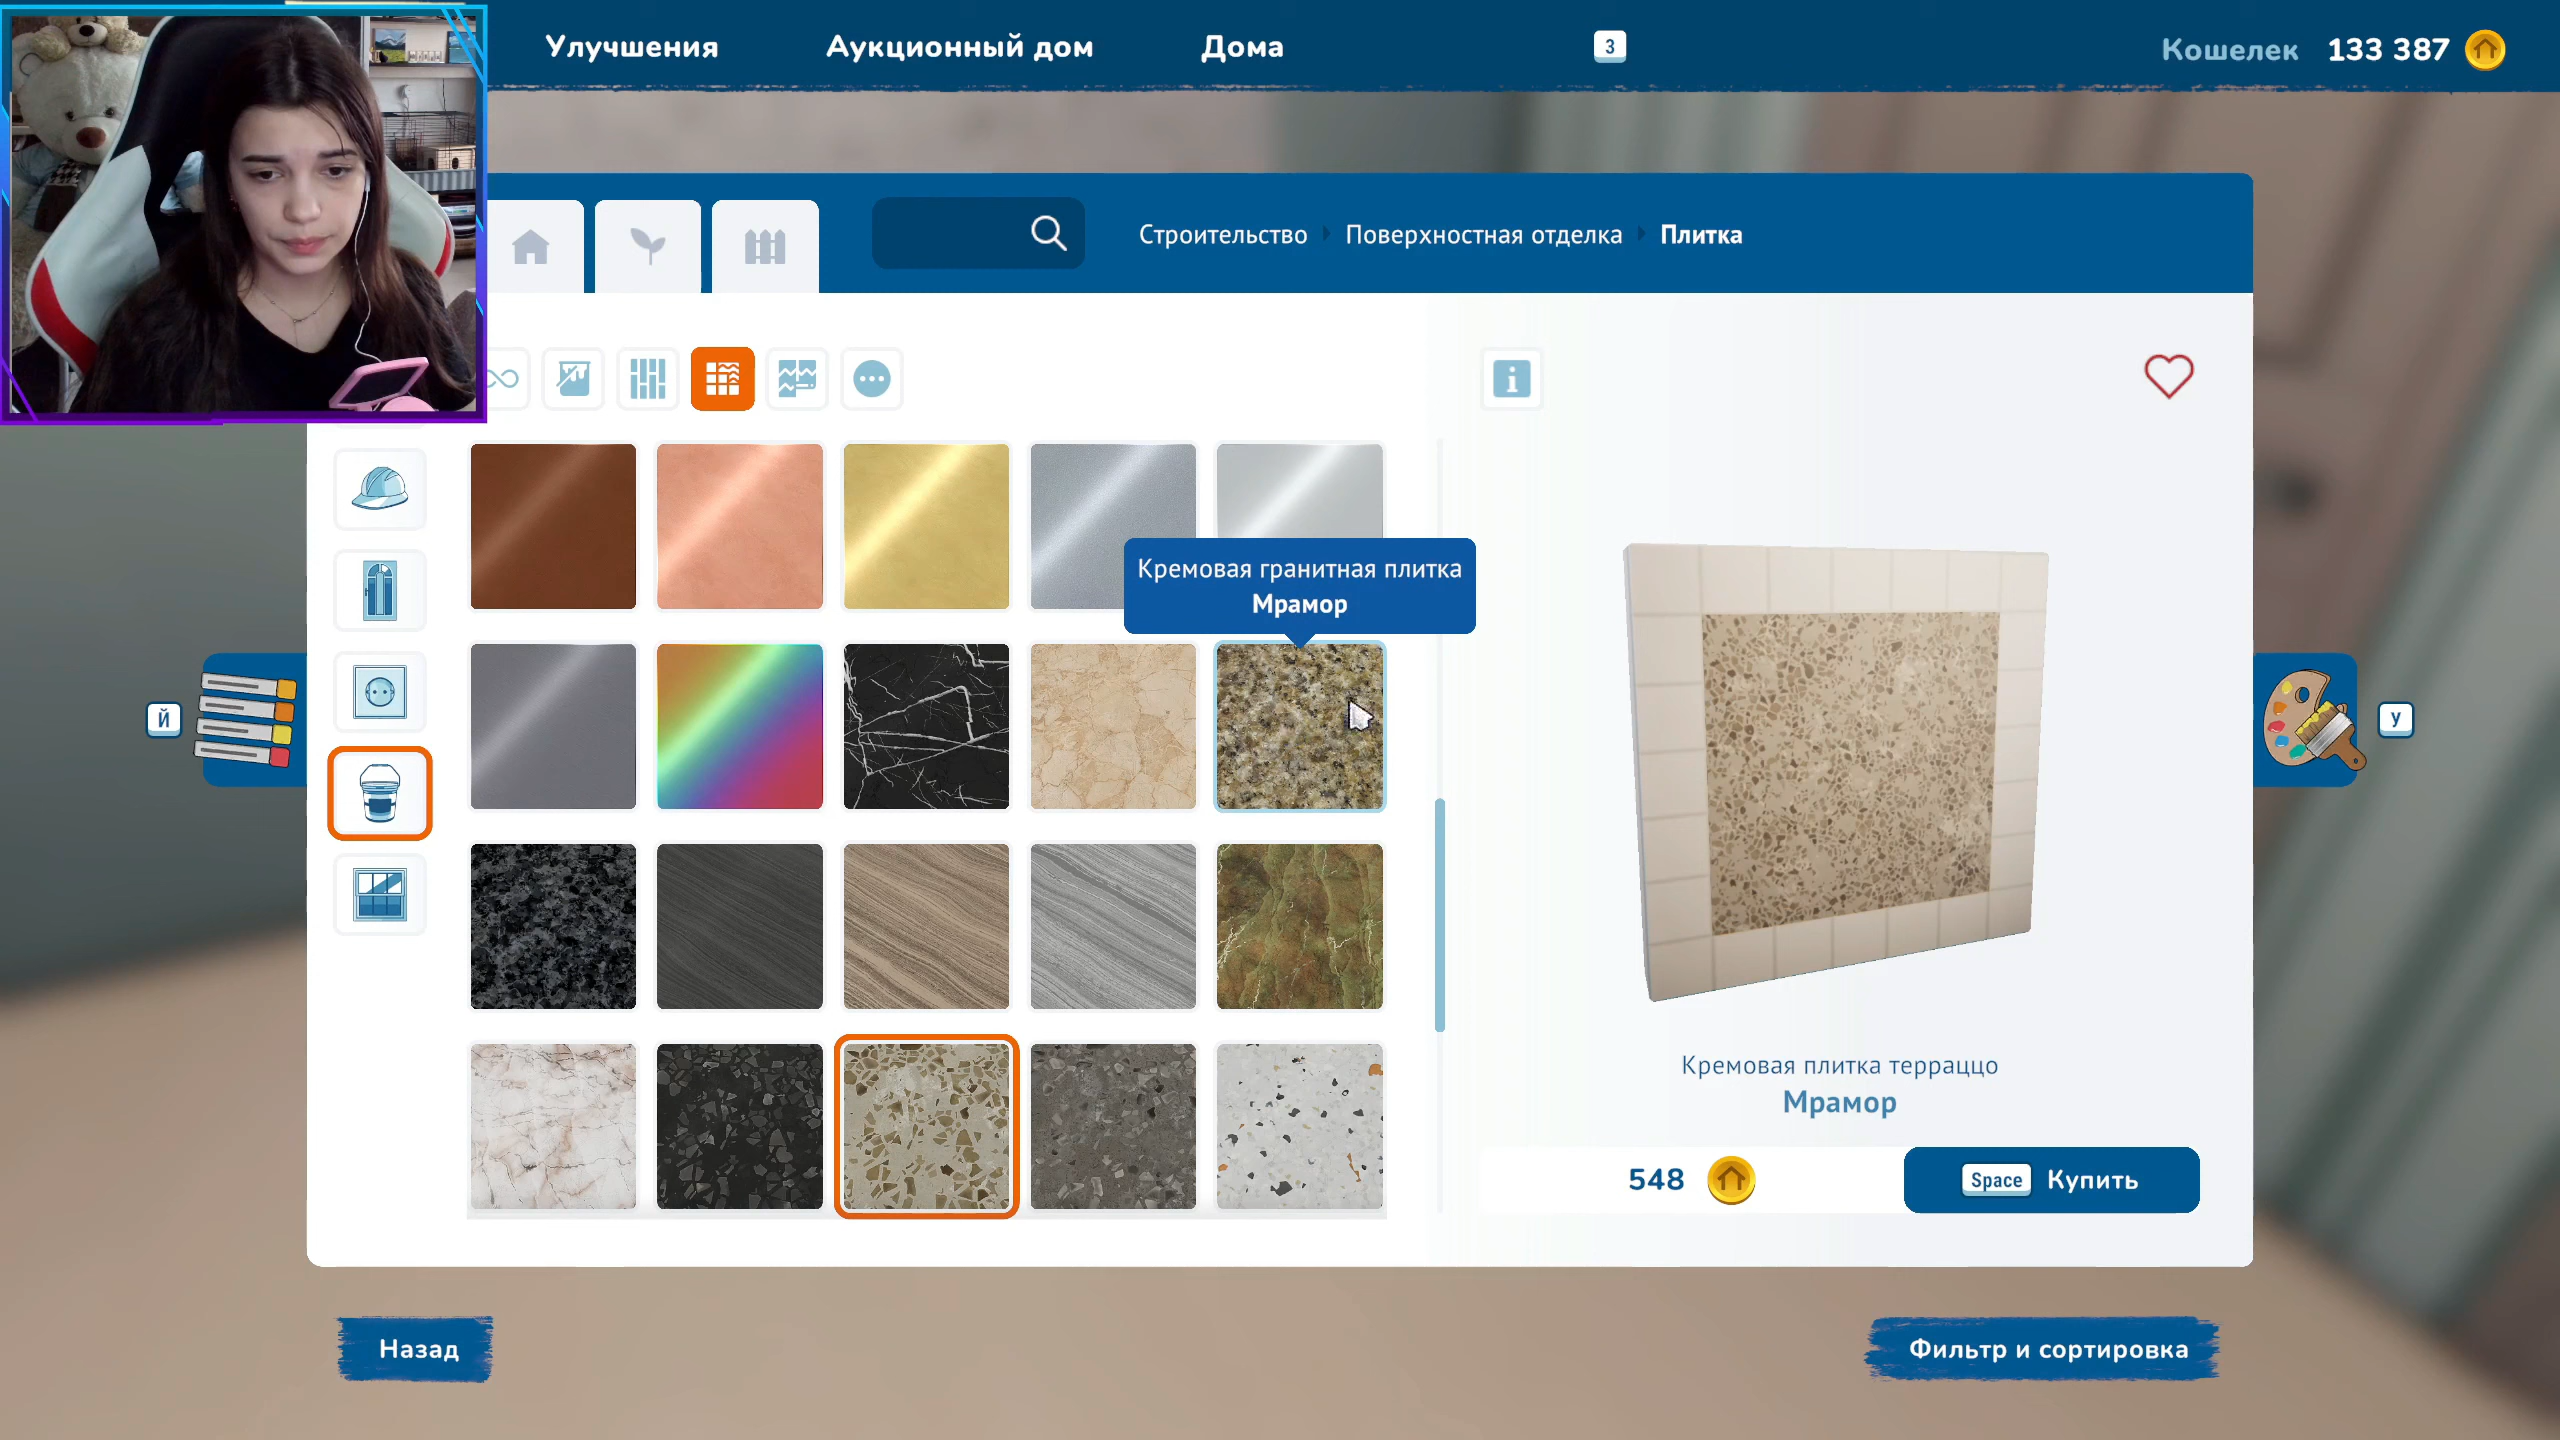 Улучшения
Аукционный дом
Дома
3
Кошелек 133 387
Строительство
Поверхностная отделка
Плитка
Кремовая гранитная плитка
Мрамор
Й
У
Кремовая плитка терраццо
Мрамор
548
Space Купить
Назад
Фильтр и сортировка